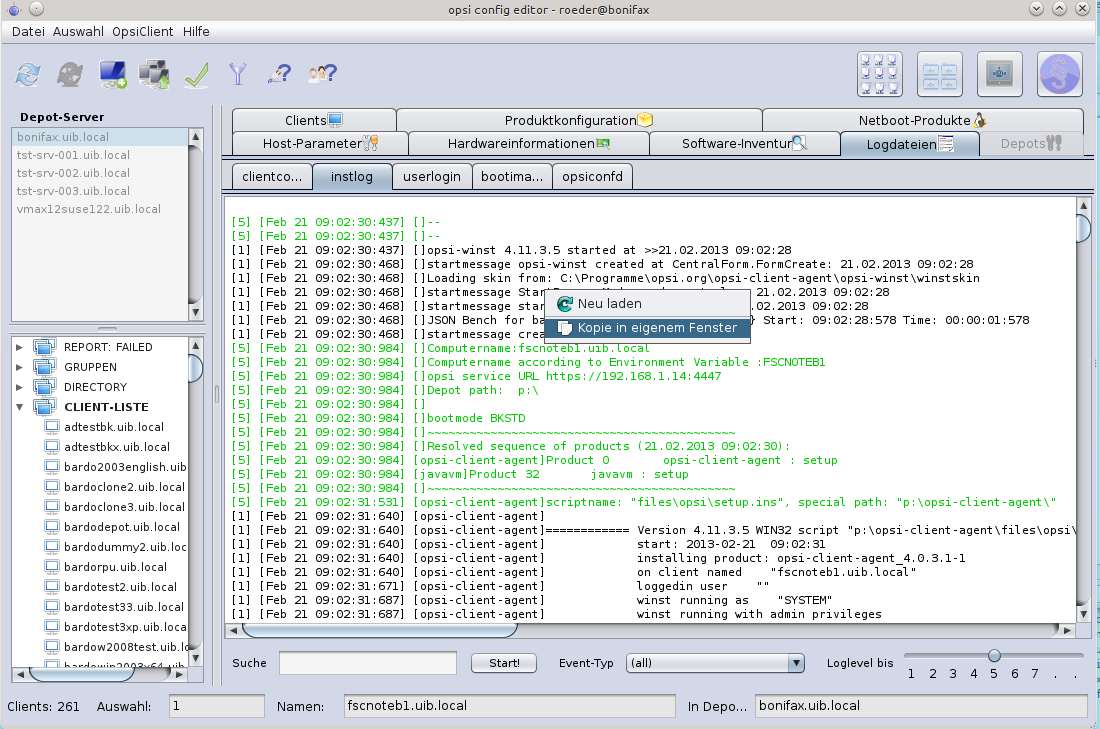 opsi config editor - roeder@bonifax
Datei Auswahl OpsiClient Hilfe
Depot-Server
bonifax.uib.local
tst-srv-001.uib.local
tst-srv-002.uib.local
tst-srv-003.uib.local
vmax12suse122.uib.local
REPORT: FAILED
GRUPPEN
DIRECTORY
CLIENT-LISTE
adtestbk.uib.local
adtestbkx.uib.local
bardo2003english.uib
bardoclone2.uib.local
bardoclone3.uib.local
bardodepot.uib.local
bardodummy2.uib.loc
bardorpu.uib.local
bardotest2.uib.local
bardotest33.uib.local
bardotest3xp.uib.loca
bardow2008test.uib.lc
bardowin2003x64.uib
Clients Produktkonfiguration Netboot-Produkte
Host-Parameter Hardwareinformationen Software-Inventur Logdateien Depots
clientco... instlog userlogin bootima... opsiconfd
[5] [Feb 21 09:02:30:437] []--
[5] [Feb 21 09:02:30:437] []--
[1] [Feb 21 09:02:30:437] []opsi-winst 4.11.3.5 started at >>21.02.2013 09:02:28
[1] [Feb 21 09:02:30:468] []startmessage opsi-winst created at CentralForm.FormCreate: 21.02.2013 09:02:28
[1] [Feb 21 09:02:30:468] []Loading skin from: C:\Programme\opsi.org\opsi-client-agent\opsi-winst\winstskin
[1] [Feb 21 09:02:30:468] []startmessage 21.02.2013 09:02:28
[1] [Feb 21 09:02:30:468] []startmessage star .02.2013 09:02:28
[1] [Feb 21 09:02:30:468] []JSON Bench for ba } Start: 09:02:28:578 Time: 00:00:01:578
[1] [Feb 21 09:02:30:468] []startmessage crea
Neu laden
Kopie in eigenem Fenster
[5] [Feb 21 09:02:30:984] []Computername:fscnoteb1.uib.local
[5] [Feb 21 09:02:30:984] []Computername according to Environment Variable :FSCNOTEB1
[5] [Feb 21 09:02:30:984] []opsi service URL https://192.168.1.14:4447
[5] [Feb 21 09:02:30:984] []Depot path:  p:\
[5] [Feb 21 09:02:30:984] []
[5] [Feb 21 09:02:30:984] []bootmode BKSTD
[5] [Feb 21 09:02:30:984] []~~~~~~~~~~~~~~~~~~~~~~~~~~~~~~~~~~~~~~~~~~~~
[5] [Feb 21 09:02:30:984] []Resolved sequence of products (21.02.2013 09:02:30):
[5] [Feb 21 09:02:30:984] [opsi-client-agent]Product 0 opsi-client-agent : setup
[5] [Feb 21 09:02:30:984] [javavm]Product 32 javavm : setup
[5] [Feb 21 09:02:30:984] []~~~~~~~~~~~~~~~~~~~~~~~~~~~~~~~~~~~~~~~~~~~~
[5] [Feb 21 09:02:31:531] [opsi-client-agent]scriptname: "files\opsi\setup.ins", special path: "p:\opsi-client-agent\"
[1] [Feb 21 09:02:31:640] [opsi-client-agent]
[1] [Feb 21 09:02:31:640] [opsi-client-agent]============ Version 4.11.3.5 WIN32 script "p:\opsi-client-agent\files\opsi\
[1] [Feb 21 09:02:31:640] [opsi-client-agent] start: 2013-02-21 09:02:31
[1] [Feb 21 09:02:31:640] [opsi-client-agent] installing product: opsi-client-agent_4.0.3.1-1
[1] [Feb 21 09:02:31:640] [opsi-client-agent] on client named "fscnoteb1.uib.local"
[1] [Feb 21 09:02:31:671] [opsi-client-agent] loggedin user ""
[1] [Feb 21 09:02:31:687] [opsi-client-agent] winst running as "SYSTEM"
[1] [Feb 21 09:02:31:687] [opsi-client-agent] winst running with admin privileges
Suche Start! Event-Typ (all) Loglevel bis
1 2 3 4 5 6 7 . .
Clients: 261 Auswahl: 1 Namen: fscnoteb1.uib.local In Depo... bonifax.uib.local